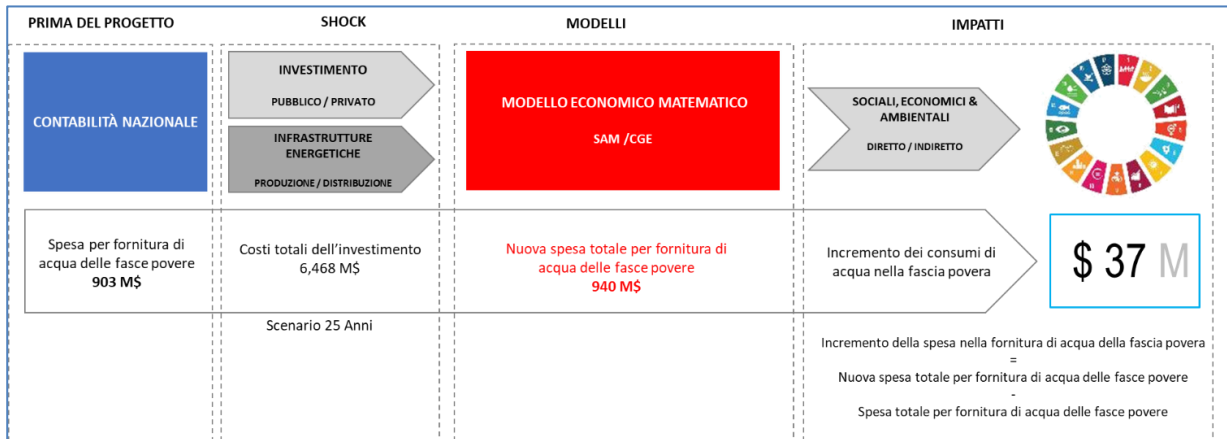 PRIMA DEL PROGETTO
SHOCK
MODELLI
IMPATTI
CONTABILITÀ NAZIONALE
INVESTIMENTO
PUBBLICO / PRIVATO
INFRASTRUTTURE
ENERGETICHE
PRODUZIONE / DISTRIBUZIONE
MODELLO ECONOMICO MATEMATICO
SAM /CGE
SOCIALI, ECONOMICI &
AMBIENTALI
DIRETTO / INDIRETTO
Spesa per fornitura di
acqua delle fasce povere
903 M$
Costi totali dell’investimento
6,468 M$
Nuova spesa totale per fornitura di
acqua delle fasce povere
940 M$
Incremento dei consumi di
acqua nella fascia povera
$ 37 M
Scenario 25 Anni
Incremento della spesa nella fornitura di acqua della fascia povera
=
Nuova spesa totale per fornitura di acqua delle fasce povere
-
Spesa totale per fornitura di acqua delle fasce povere